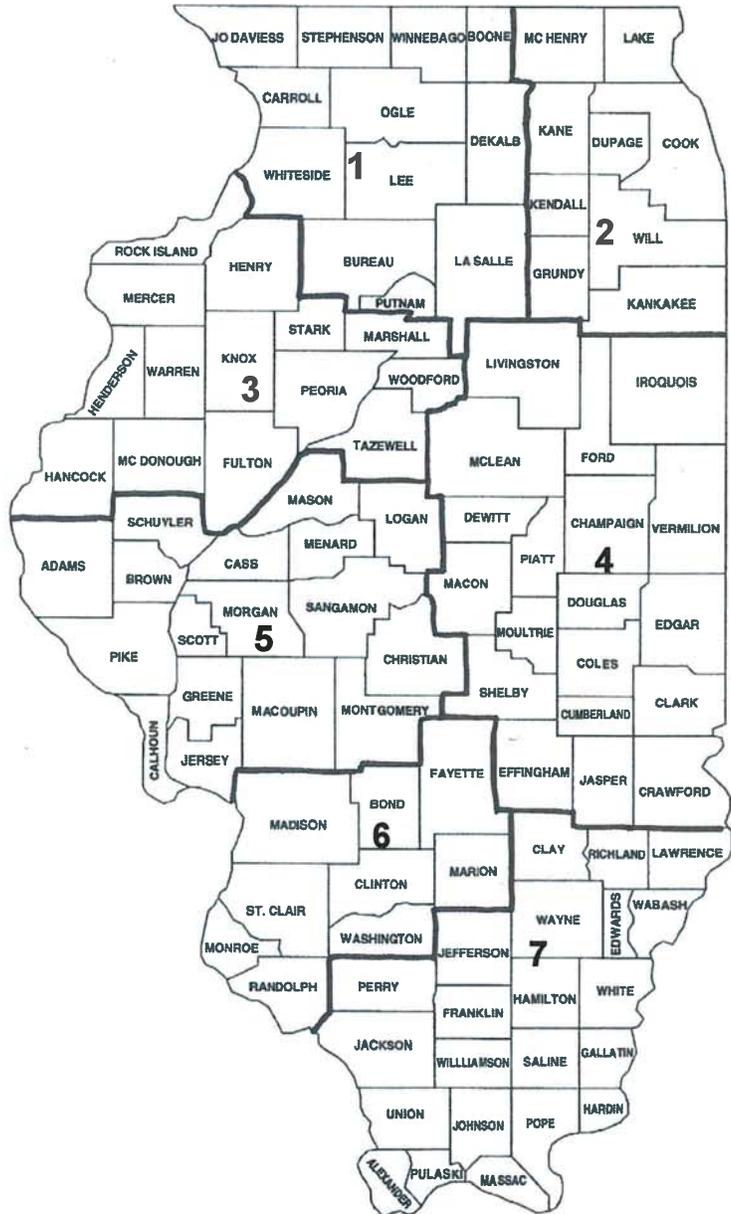 JO DAVIESS STEPHENSON WINNEBAGO BOONE MC HENRY LAKE
CARROLL OGLE DEKALB KANE DUPAGE COOK
WHITESIDE 1 LEE KENDALL 2 WILL
ROCK ISLAND HENRY BUREAU LA SALLE GRUNDY
MERCER PUTNAM KANKAKEE
STARK MARSHALL LIVINGSTON
HENDERSON WARREN KNOX 3 PEORIA WOODFORD IROQUOIS
HANCOCK MC DONOUGH FULTON TAZEWELL MCLEAN FORD
SCHUYLER MASON LOGAN DEWITT CHAMPAIGN VERMILION
ADAMS BROWN CASS MENARD MACON PIATT 4
PIKE SCOTT MORGAN 5 SANGAMON MOULTRIE DOUGLAS EDGAR
CHRISTIAN COLES
GREENE MACOUPIN MONTGOMERY SHELBY CUMBERLAND CLARK
CALHOUN JERSEY FAYETTE EFFINGHAM JASPER CRAWFORD
MADISON BOND 6
CLAY RICHLAND LAWRENCE
CLINTON MARION
ST. CLAIR WAYNE EDWARDS WABASH
MONROE WASHINGTON JEFFERSON 7
RANDOLPH PERRY HAMILTON WHITE
FRANKLIN
JACKSON WILLLIAMSON SALINE GALLATIN
UNION JOHNSON POPE HARDIN
ALEXANDER PULASKI MASSAC